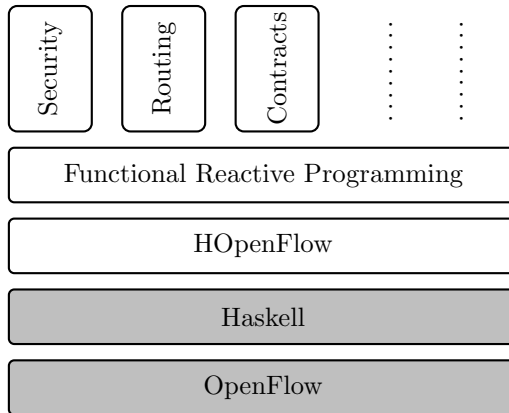 Security
Routing
Contracts
Functional Reactive Programming
HOpenFlow
Haskell
OpenFlow